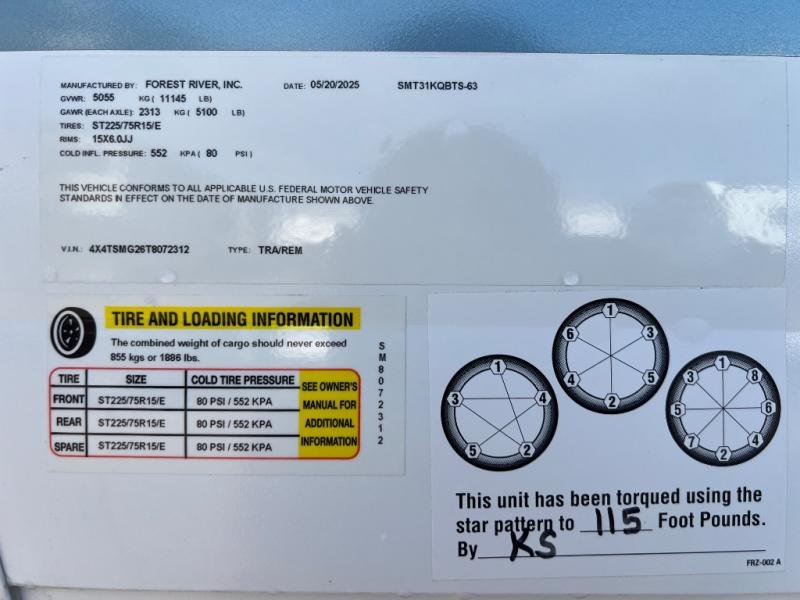 MANUFACTURED BY: FOREST RIVER, INC. DATE: 05/20/2025 SMT31KQBTS-63
GVWR: 5055 KG ( 11145 LB)
GAWR (EACH AXLE): 2313 KG ( 5100 LB)
TIRES: ST225/75R15/E
RIMS: 15X6.0JJ
COLD INFL. PRESSURE: 552 KPA ( 80 PSI )
THIS VEHICLE CONFORMS TO ALL APPLICABLE U.S. FEDERAL MOTOR VEHICLE SAFETY
STANDARDS IN EFFECT ON THE DATE OF MANUFACTURE SHOWN ABOVE.
V.I.N.: 4X4TSMG26T8072312 TYPE: TRA/REM
TIRE AND LOADING INFORMATION
The combined weight of cargo should never exceed
855 kgs or 1886 lbs.
TIRE SIZE COLD TIRE PRESSURE
FRONT ST225/75R15/E 80 PSI / 552 KPA
REAR ST225/75R15/E 80 PSI / 552 KPA
SPARE ST225/75R15/E 80 PSI / 552 KPA
SEE OWNER'S
MANUAL FOR
ADDITIONAL
INFORMATION
SM8072312
1
3 4
5 2
1
6 3
4 5
2
1
3 8
5 6
7 4
2
This unit has been torqued using the
star pattern to 115 Foot Pounds.
By KS
FRZ-002 A